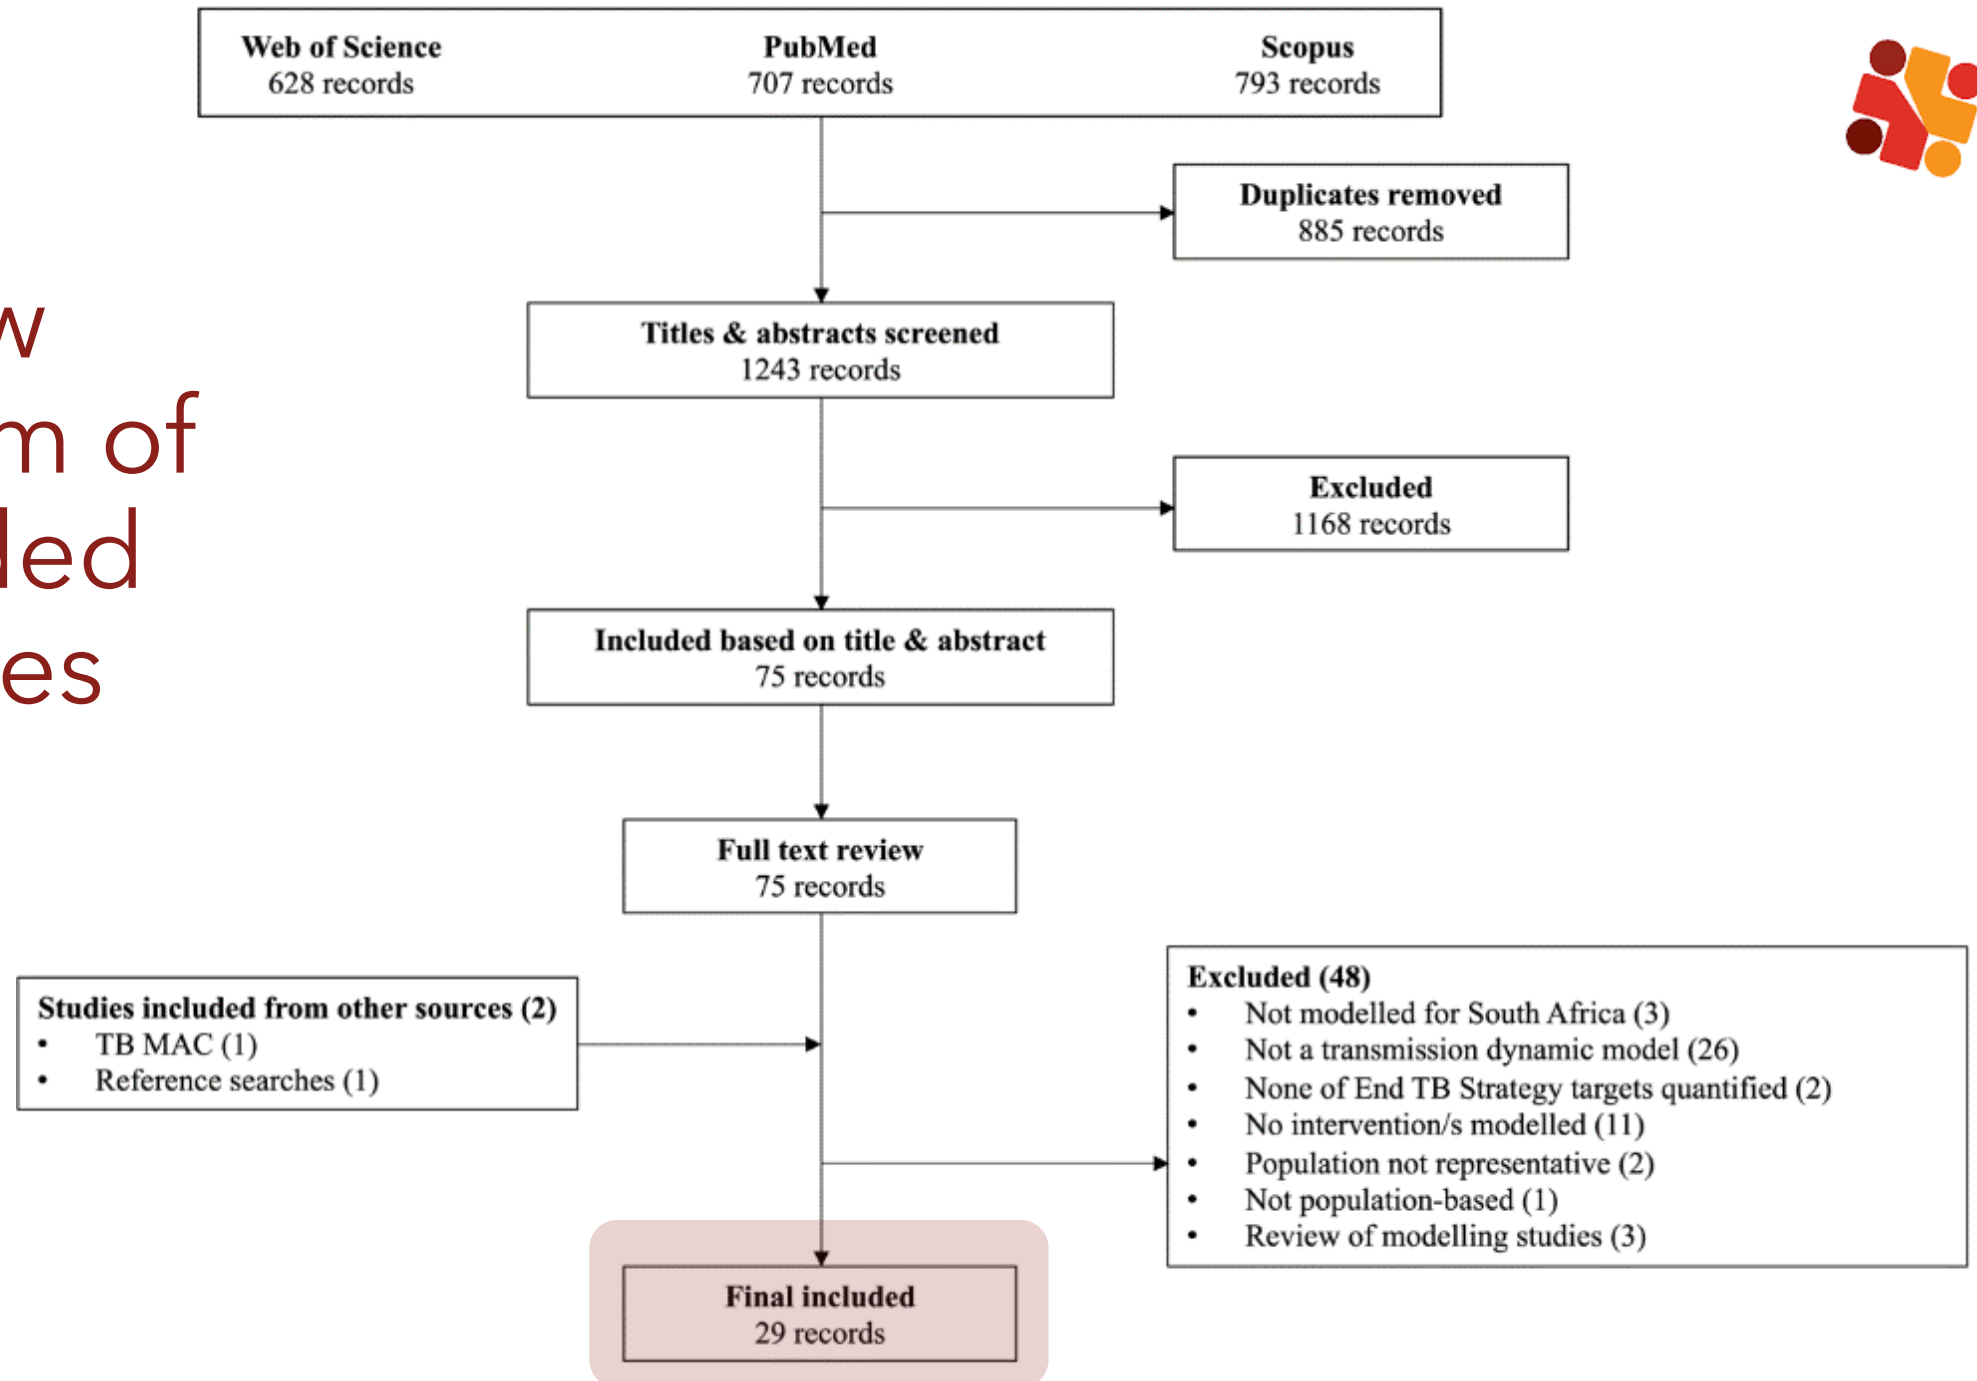 Web of Science
628 records
PubMed
707 records
Scopus
793 records
Duplicates removed
885 records
Titles & abstracts screened
1243 records
Excluded
1168 records
Included based on title & abstract
75 records
Full text review
75 records
Studies included from other sources (2)
• TB MAC (1)
• Reference searches (1)
Excluded (48)
• Not modelled for South Africa (3)
• Not a transmission dynamic model (26)
• None of End TB Strategy targets quantified (2)
• No intervention/s modelled (11)
• Population not representative (2)
• Not population-based (1)
• Review of modelling studies (3)
Final included
29 records
w
m of
ded
es